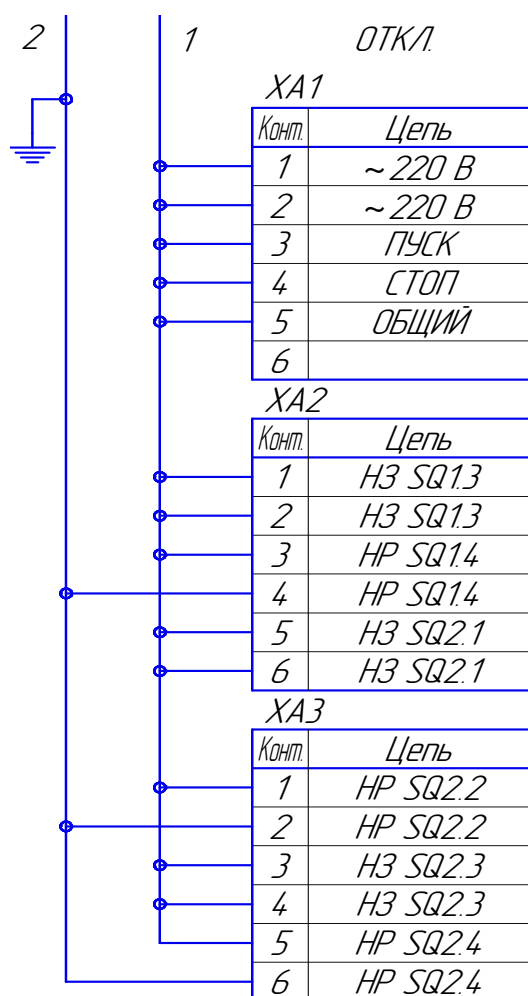 2 1 ОТКЛ.
ХА1
Конт. Цепь
1 ~220 В
2 ~220 В
3 ПУСК
4 СТОП
5 ОБЩИЙ
6
ХА2
Конт. Цепь
1 НЗ SQ1.3
2 НЗ SQ1.3
3 НР SQ1.4
4 НР SQ1.4
5 НЗ SQ2.1
6 НЗ SQ2.1
ХА3
Конт. Цепь
1 НР SQ2.2
2 НР SQ2.2
3 НЗ SQ2.3
4 НЗ SQ2.3
5 НР SQ2.4
6 НР SQ2.4